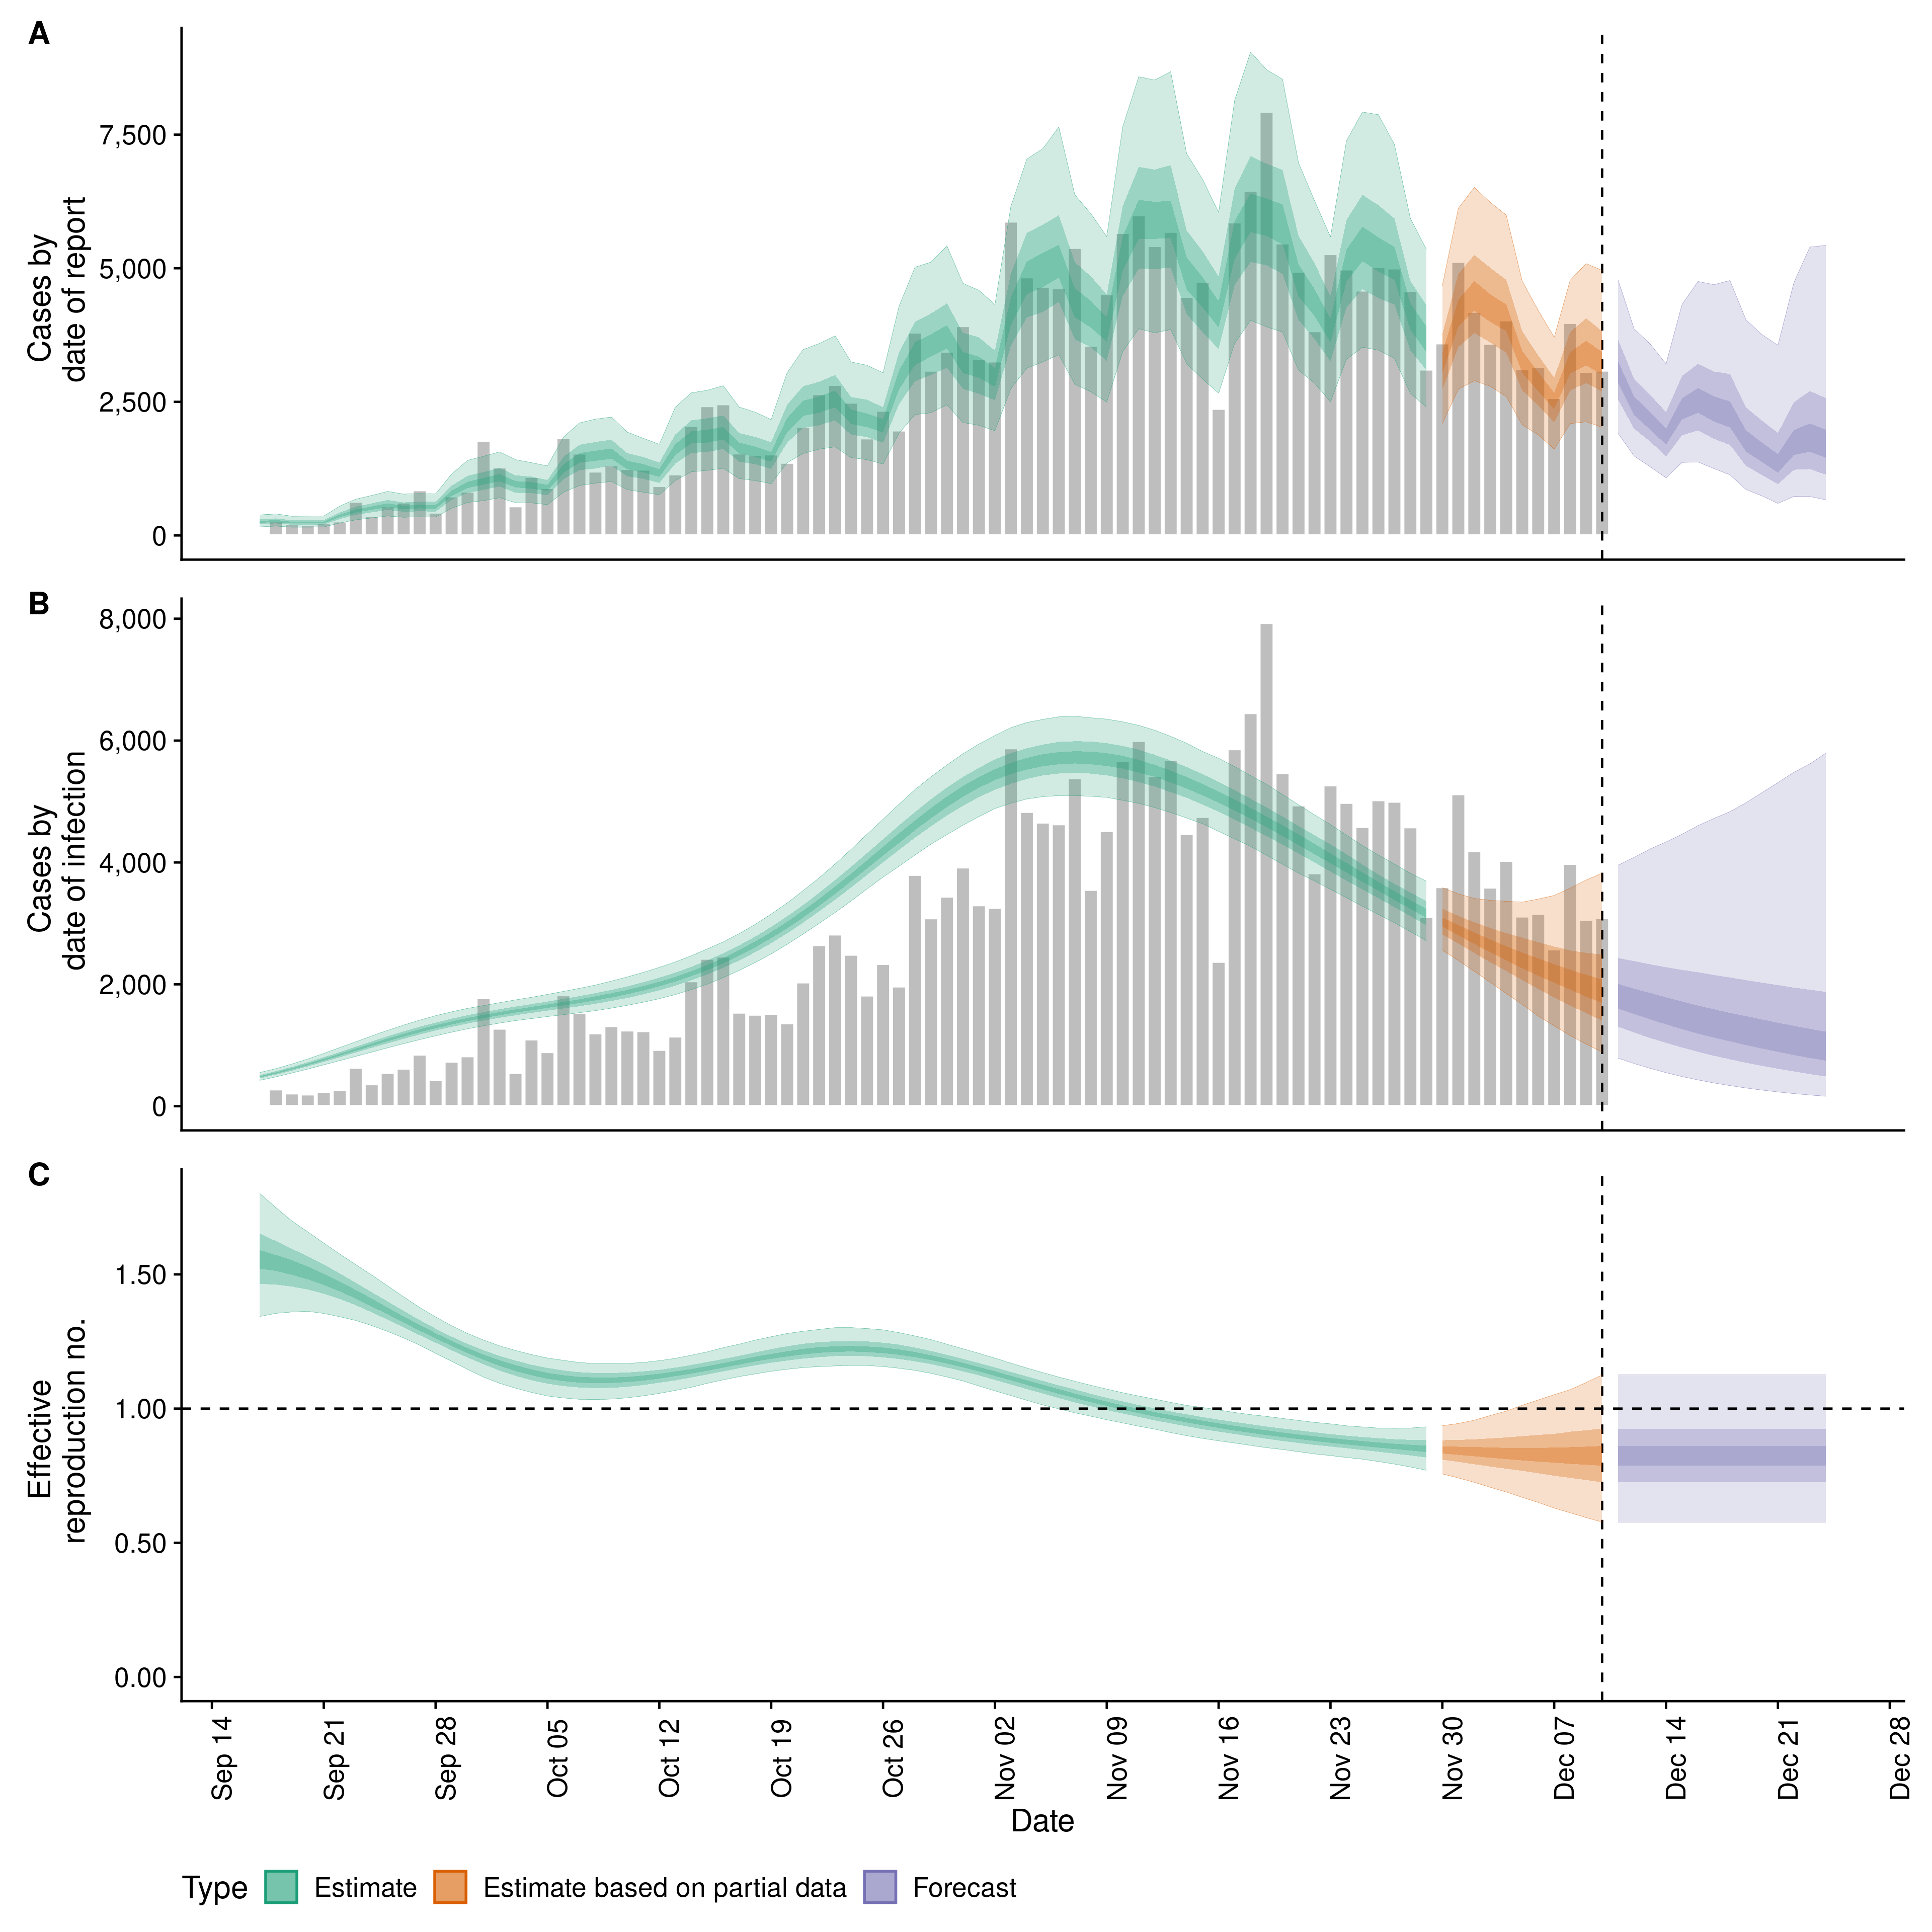 A
Cases by
date of report
7,500
5,000
2,500
0
B
Cases by
date of infection
8,000
6,000
4,000
2,000
0
C
Effective
reproduction no.
1.50
1.00
0.50
0.00
Sep 14
Sep 21
Sep 28
Oct 05
Oct 12
Oct 19
Oct 26
Nov 02
Nov 09
Nov 16
Nov 23
Nov 30
Dec 07
Dec 14
Dec 21
Dec 28
Date
Type Estimate Estimate based on partial data Forecast